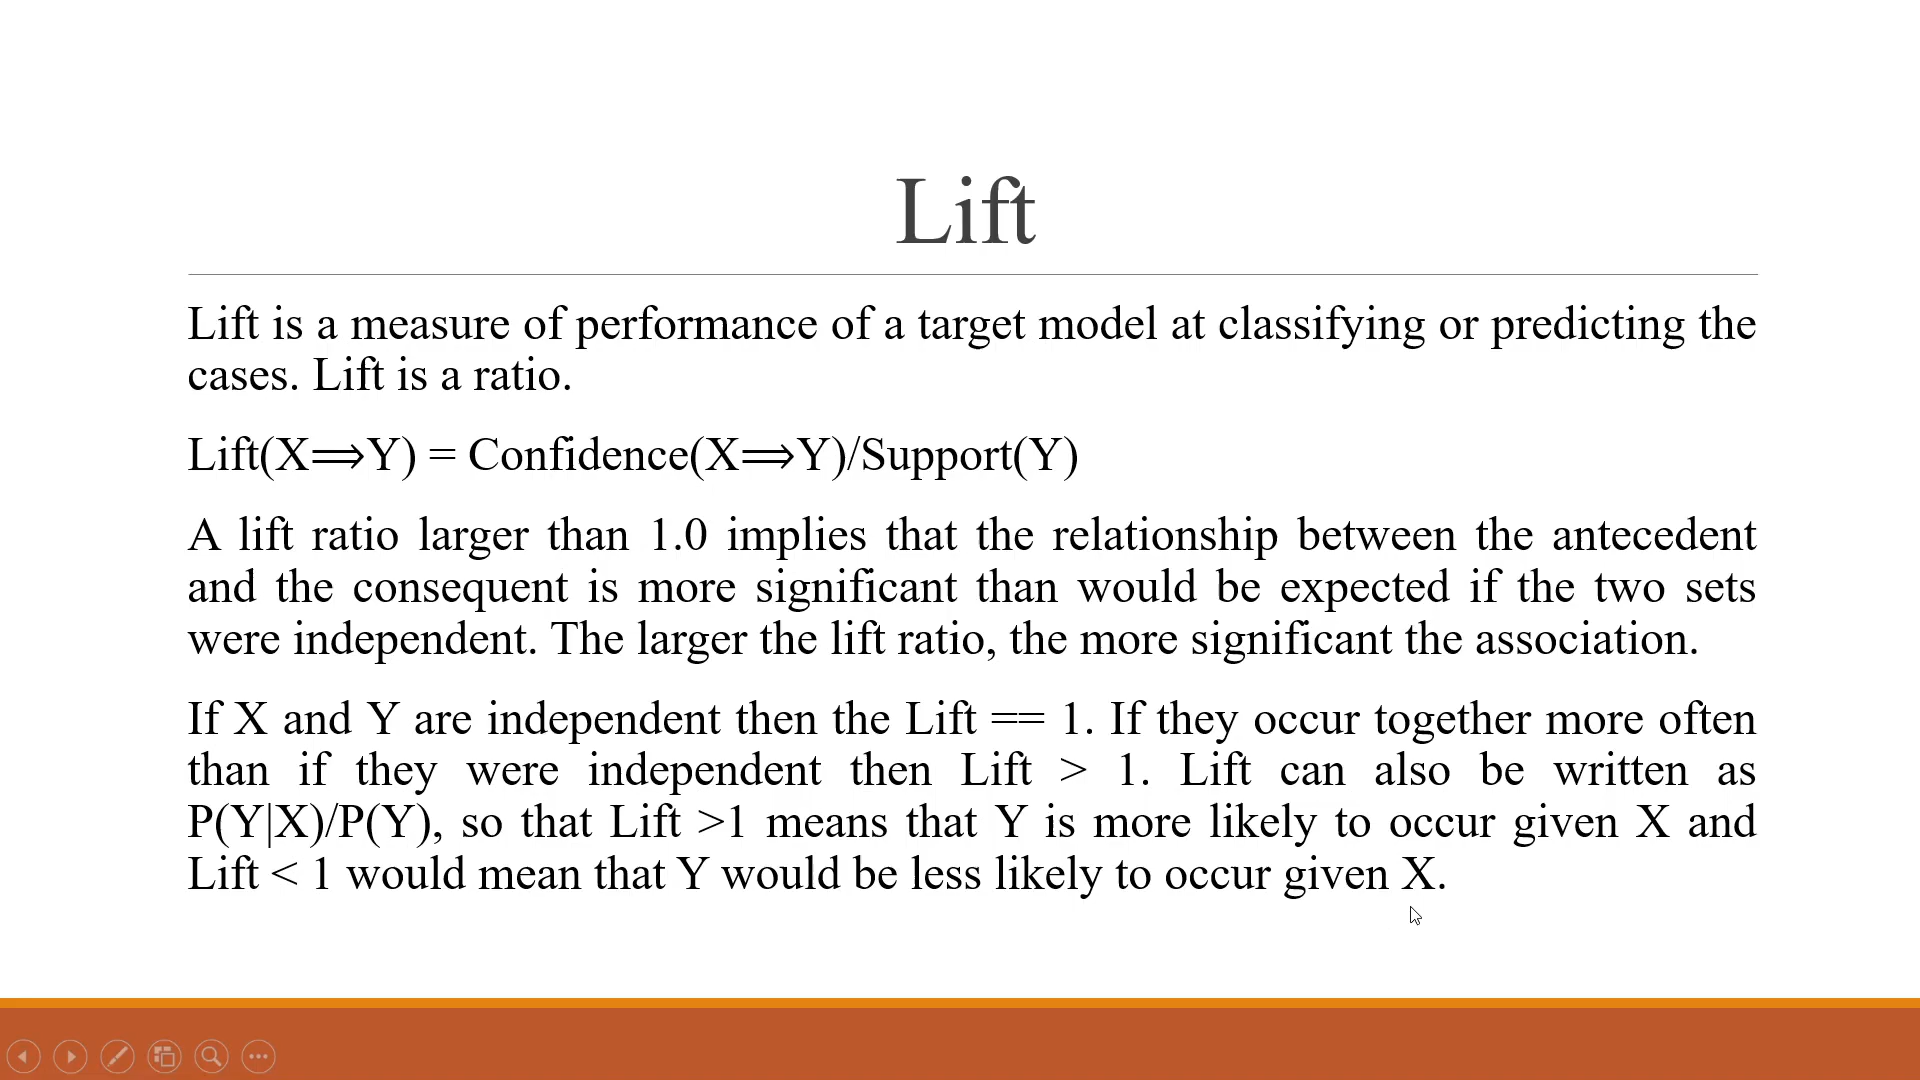 Lift
Lift is a measure of performance of a target model at classifying or predicting the
cases. Lift is a ratio.
Lift(X⟹Y) = Confidence(X⟹Y)/Support(Y)
A lift ratio larger than 1.0 implies that the relationship between the antecedent
and the consequent is more significant than would be expected if the two sets
were independent. The larger the lift ratio, the more significant the association.
If X and Y are independent then the Lift == 1. If they occur together more often
than if they were independent then Lift > 1. Lift can also be written as
P(Y|X)/P(Y), so that Lift >1 means that Y is more likely to occur given X and
Lift < 1 would mean that Y would be less likely to occur given X.